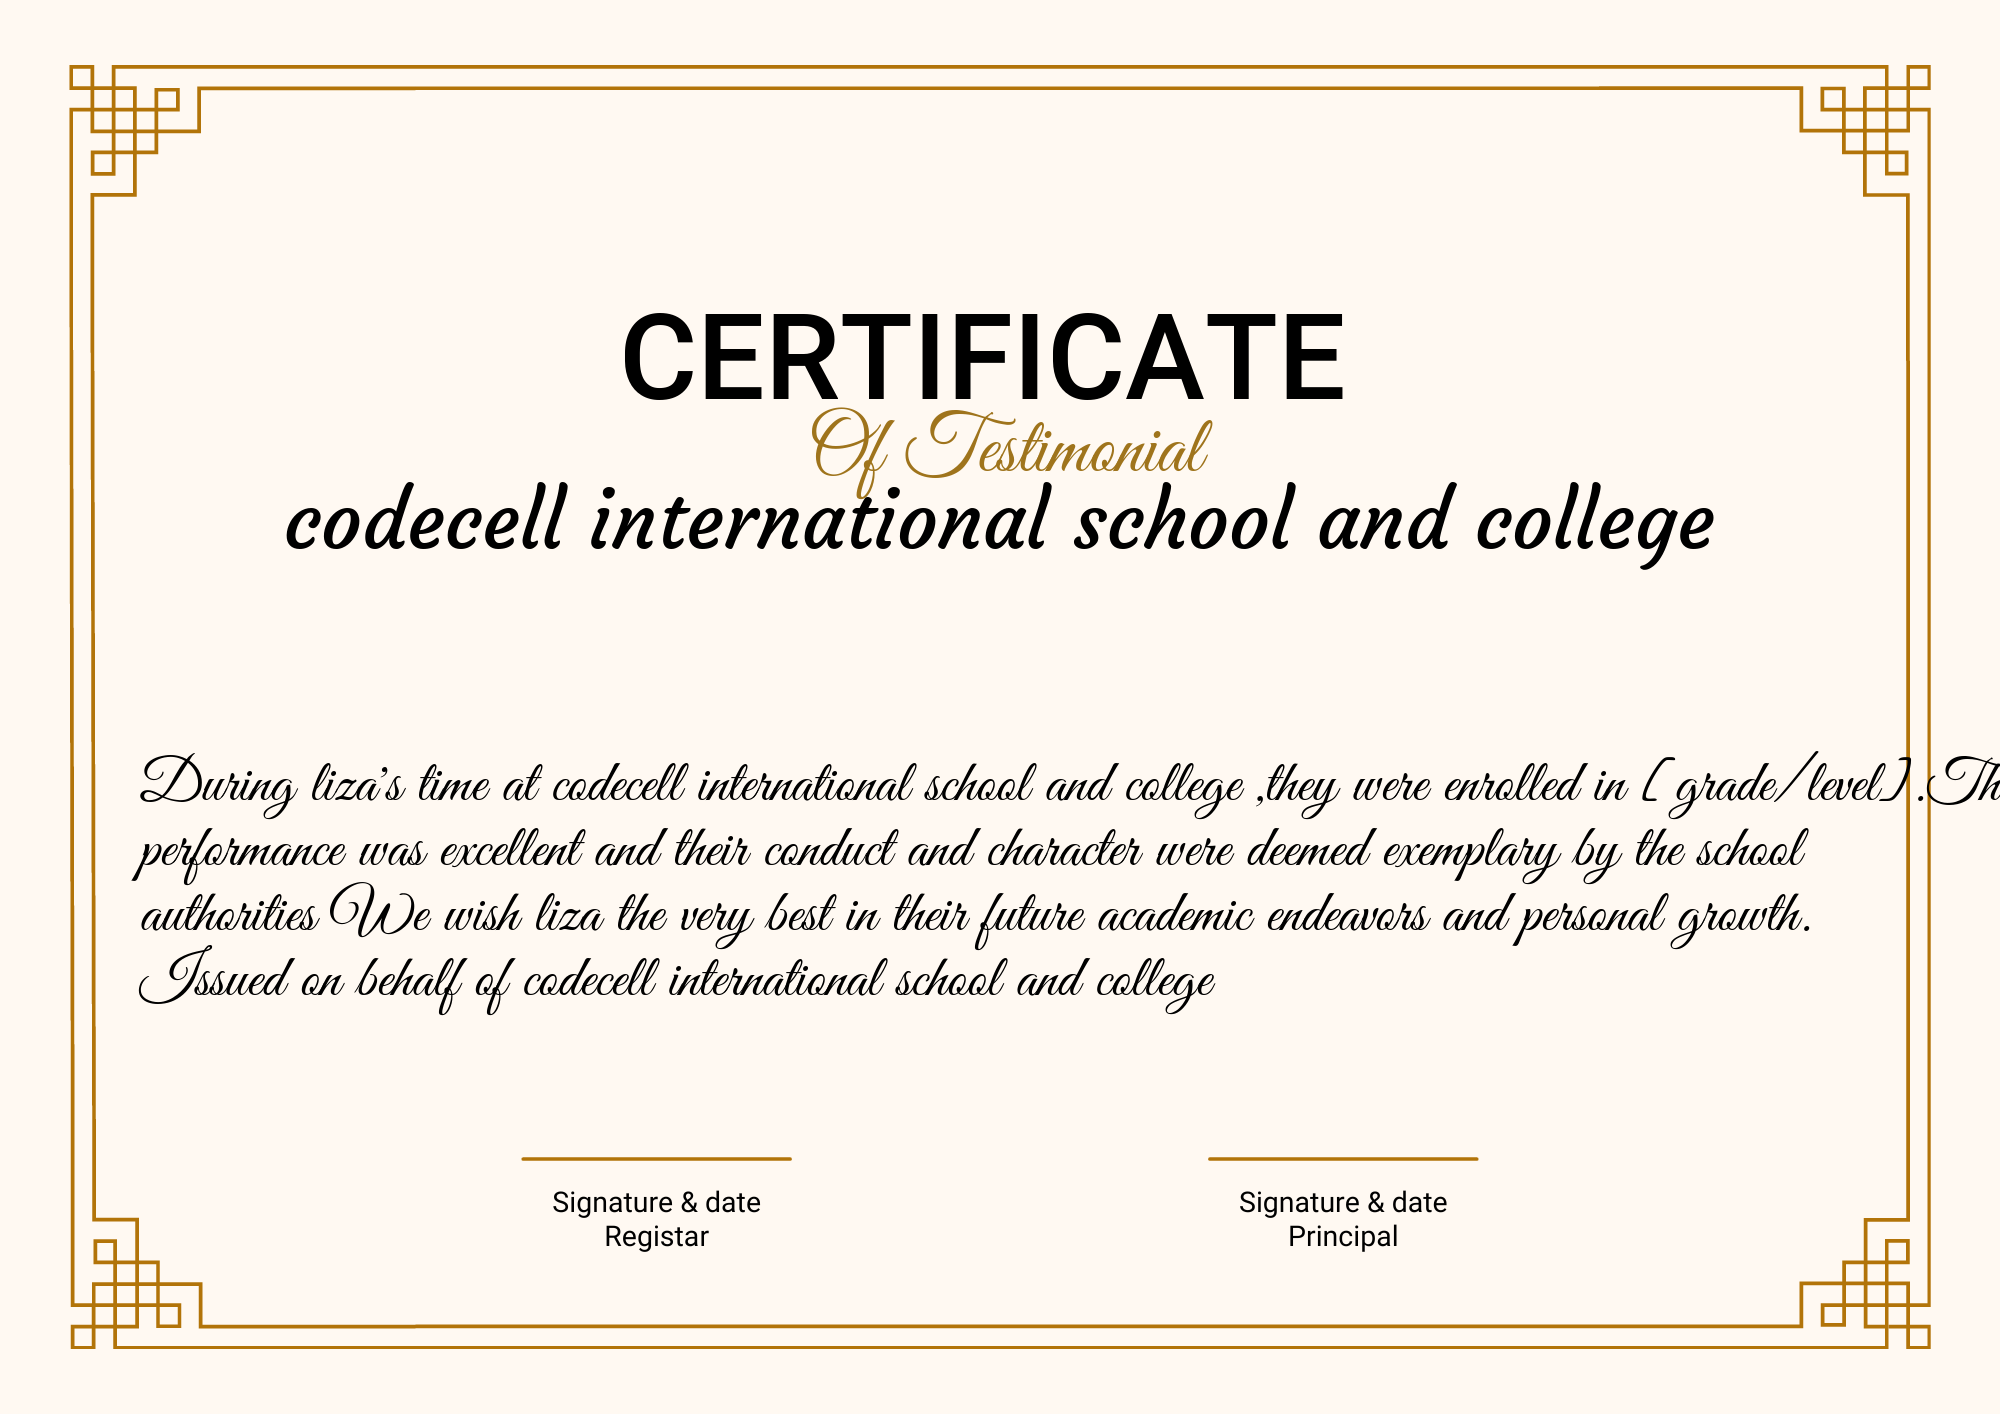 CERTIFICATE
Of Testimonial
codecell international school and college
During liza's time at codecell international school and college ,they were enrolled in [ grade/level] .Th
performance was excellent and their conduct and character were deemed exemplary by the school
authorities We wish liza the very best in their future academic endeavors and personal growth.
Issued on behalf of codecell international school and college
Signature & date
Registar
Signature & date
Principal